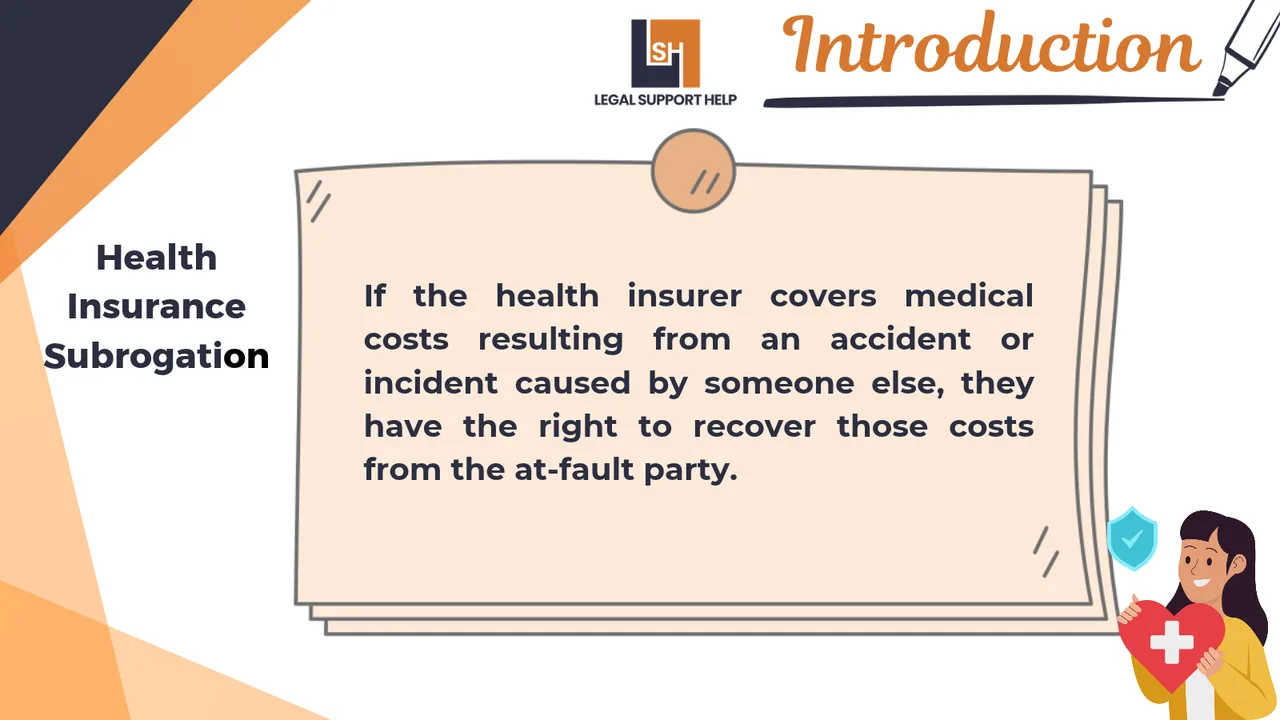 Introduction
LSH
LEGAL SUPPORT HELP
Health
Insurance
Subrogation
If the health insurer covers medical
costs resulting from an accident or
incident caused by someone else, they
have the right to recover those costs
from the at-fault party.